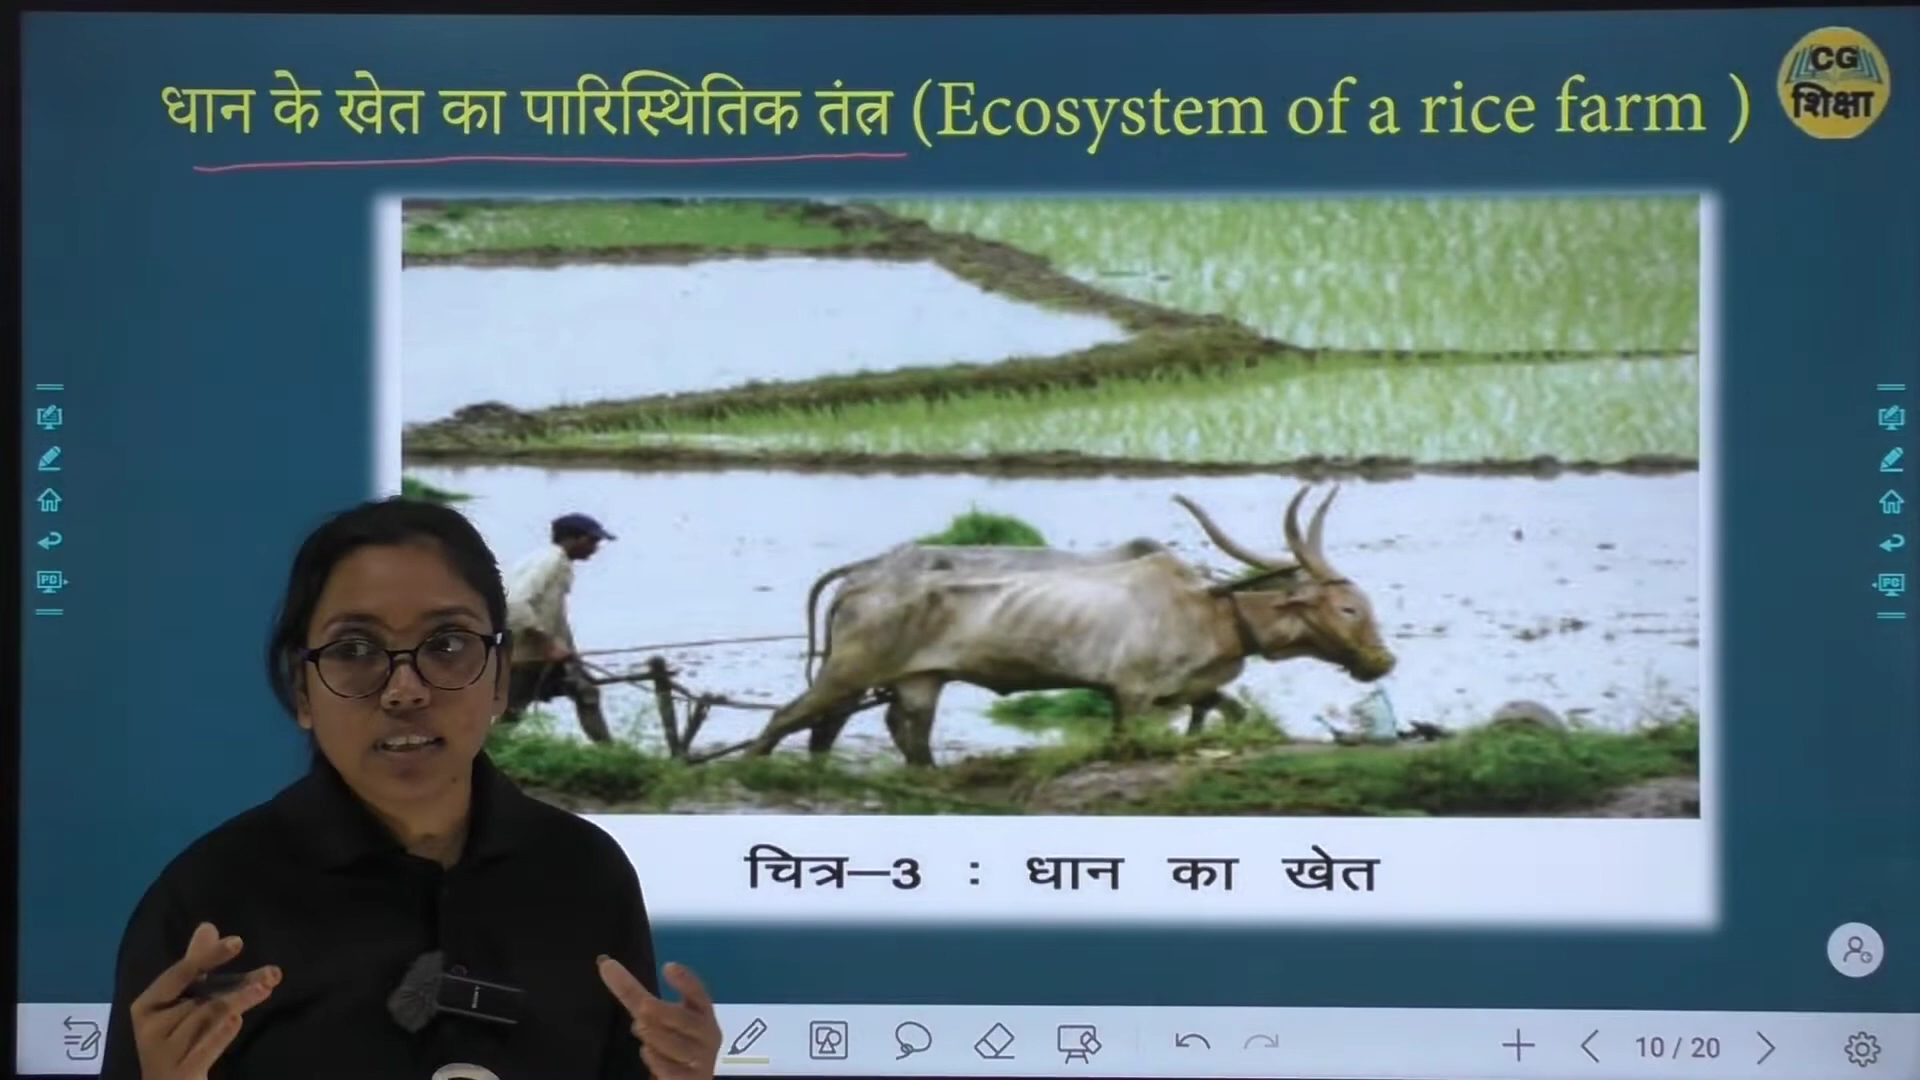 धान के खेत का पारिस्थितिक तंत्र (Ecosystem of a rice farm )
CG
शिक्षा
चित्र–3 : धान का खेत
10 / 20